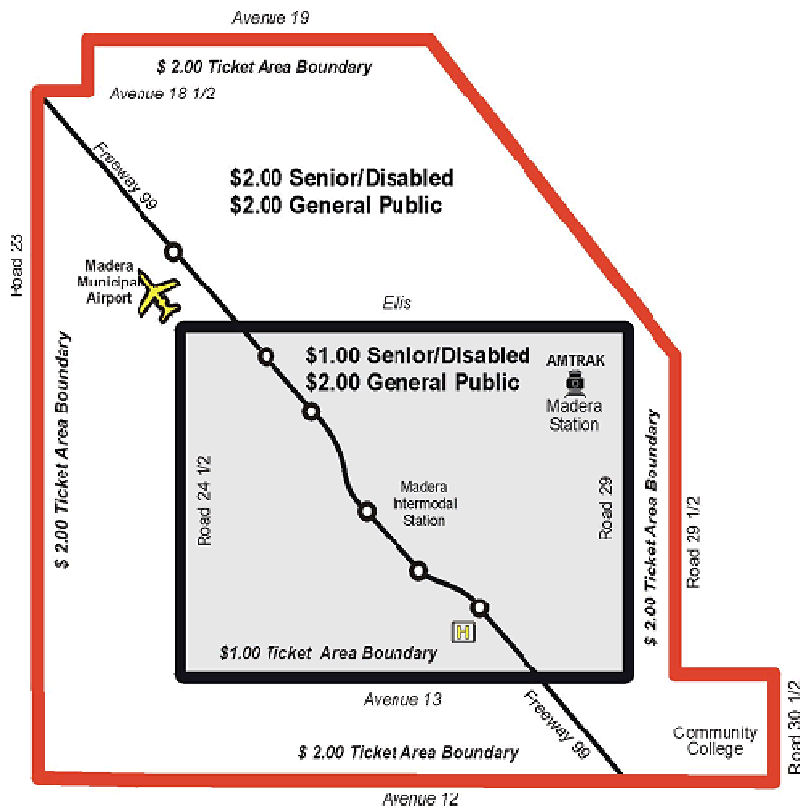 Avenue 19
$ 2.00 Ticket Area Boundary
Avenue 18 1/2
Freeway 99
$2.00 Senior/Disabled
$2.00 General Public
Road 23
Madera
Municipal
Airport
Elis
$1.00 Senior/Disabled
$2.00 General Public
AMTRAK
Madera
Station
$ 2.00 Ticket Area Boundary
Road 24 1/2
Madera
Intermodal
Station
Road 29
$ 2.00 Ticket Area Boundary
Road 29 1/2
H
$1.00 Ticket Area Boundary
Avenue 13
Freeway 99
Community
College
Road 30 1/2
$ 2.00 Ticket Area Boundary
Avenue 12